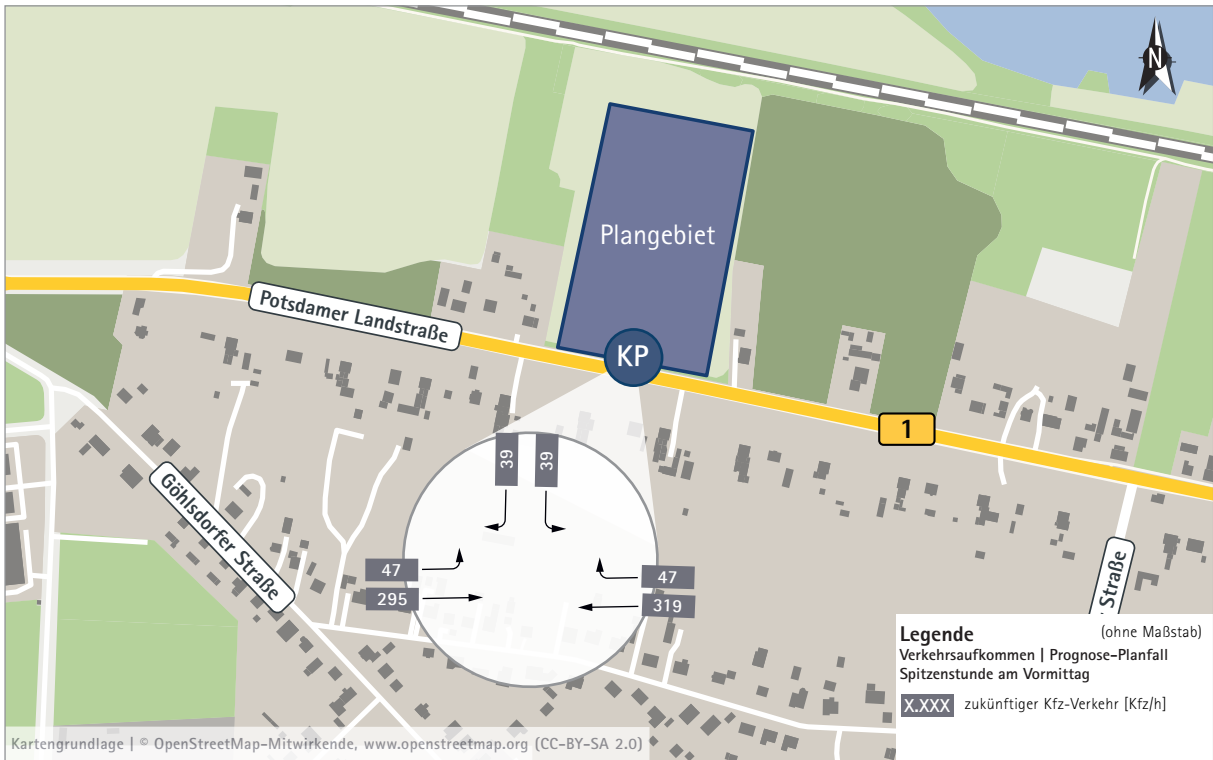 N
Plangebiet
Potsdamer Landstraße
KP
1
Göhlsdorfer Straße
39
39
47
295
47
319
Straße
Legende
(ohne Maßstab)
Verkehrsaufkommen | Prognose-Planfall
Spitzenstunde am Vormittag
X.XXX zukünftiger Kfz-Verkehr [Kfz/h]
Kartengrundlage | © OpenStreetMap-Mitwirkende, www.openstreetmap.org (CC-BY-SA 2.0)